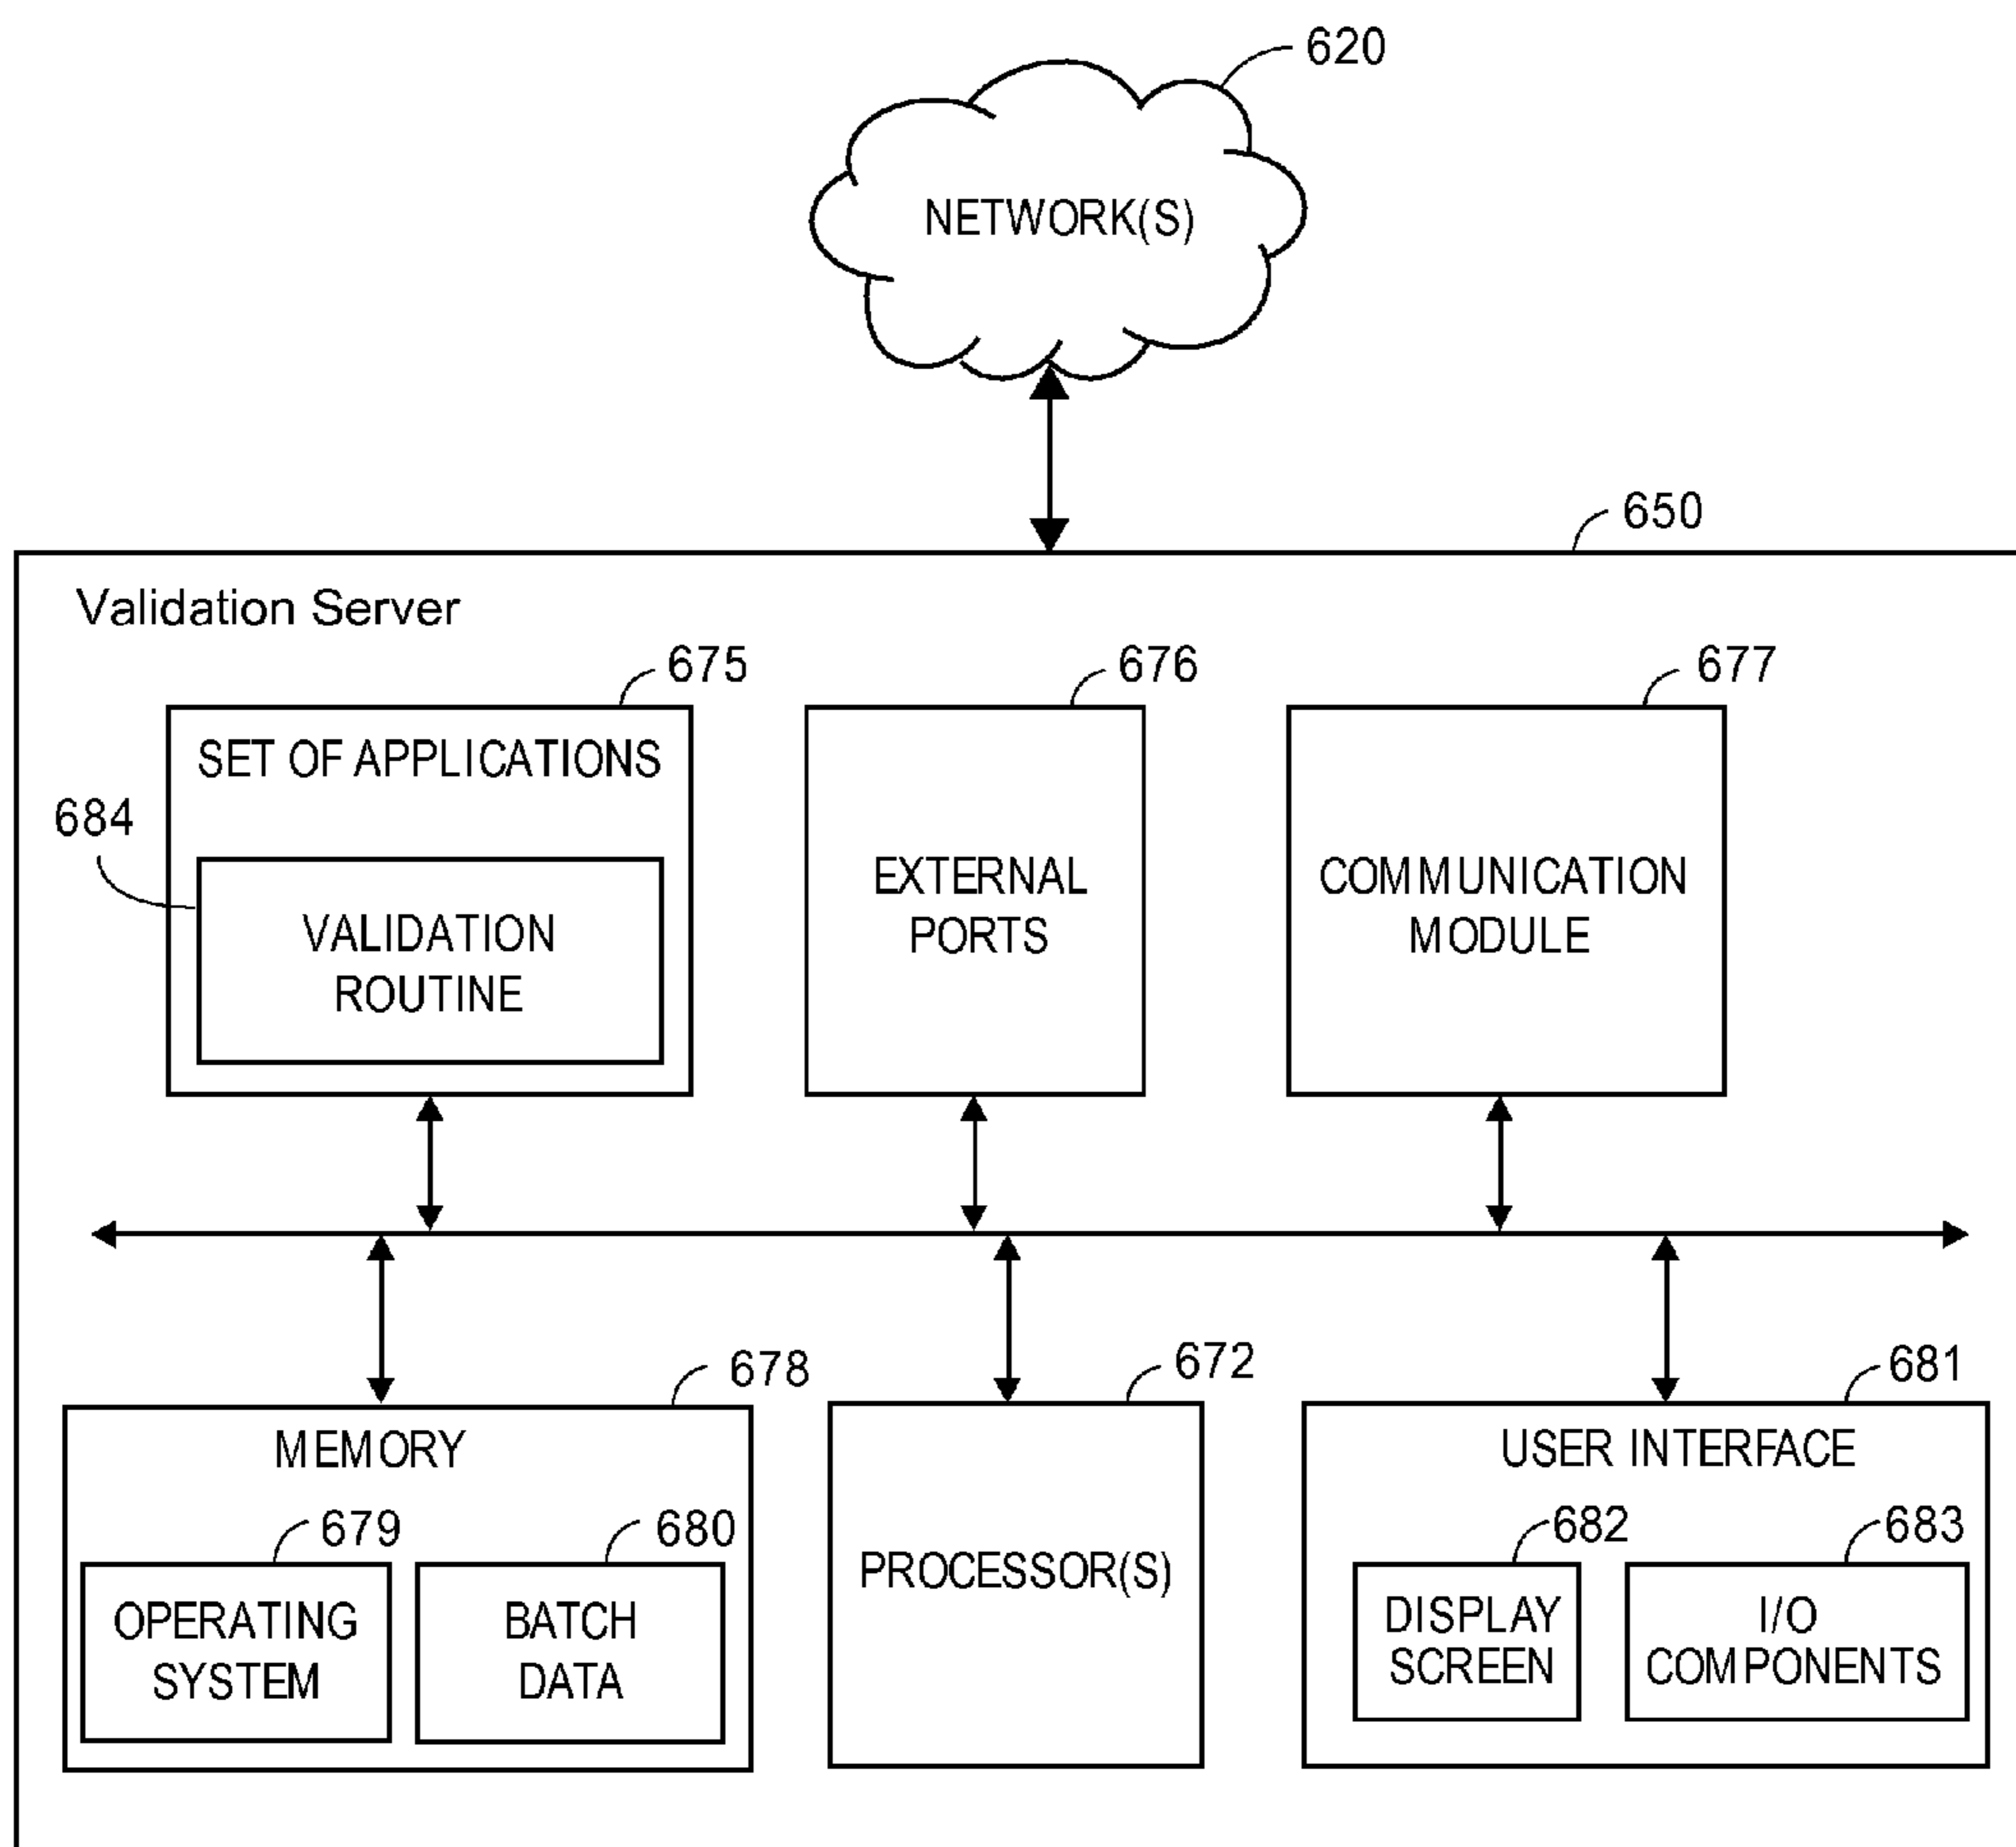 620
NETWORK(S)
650
Validation Server
675
676
677
SET OF APPLICATIONS
684
VALIDATION
ROUTINE
EXTERNAL
PORTS
COMMUNICATION
MODULE
678
672
681
MEMORY
679
680
OPERATING
SYSTEM
BATCH
DATA
PROCESSOR(S)
USER INTERFACE
682
683
DISPLAY
SCREEN
I/O
COMPONENTS